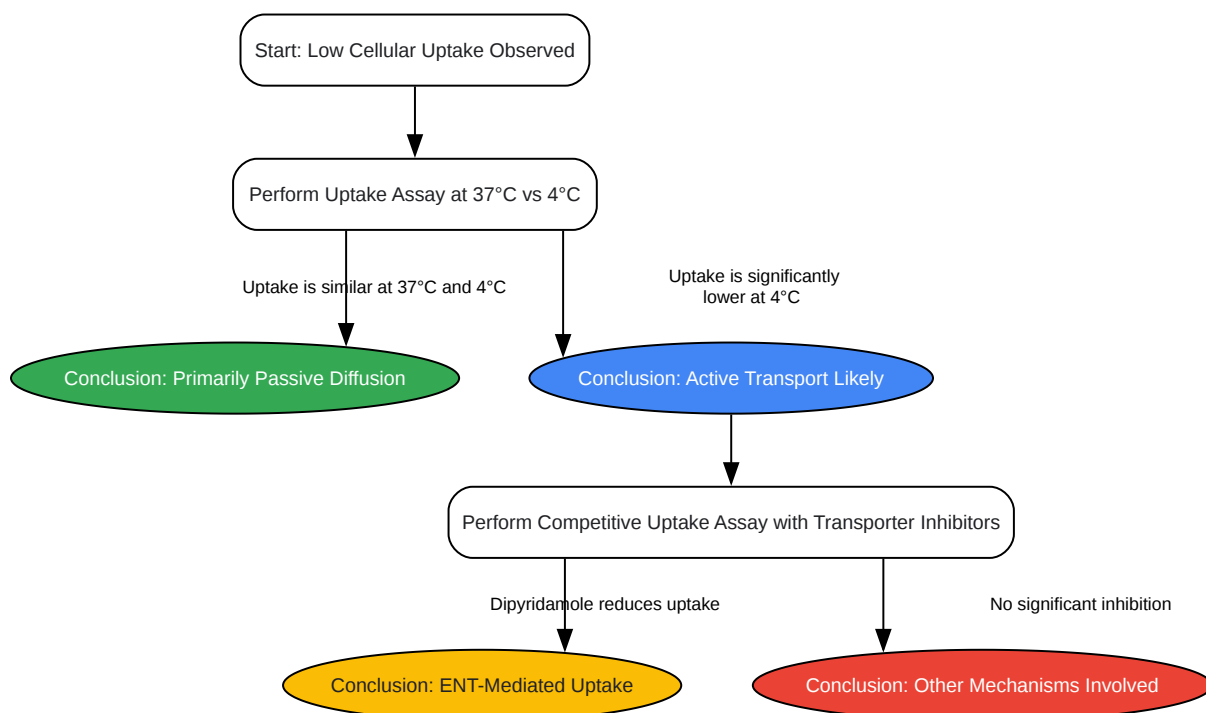 Start: Low Cellular Uptake Observed
Perform Uptake Assay at 37°C vs 4°C
Uptake is similar at 37°C and 4°C
Uptake is significantly
lower at 4°C
Conclusion: Primarily Passive Diffusion
Conclusion: Active Transport Likely
Perform Competitive Uptake Assay with Transporter Inhibitors
Dipyridamole reduces uptake
No significant inhibition
Conclusion: ENT-Mediated Uptake
Conclusion: Other Mechanisms Involved